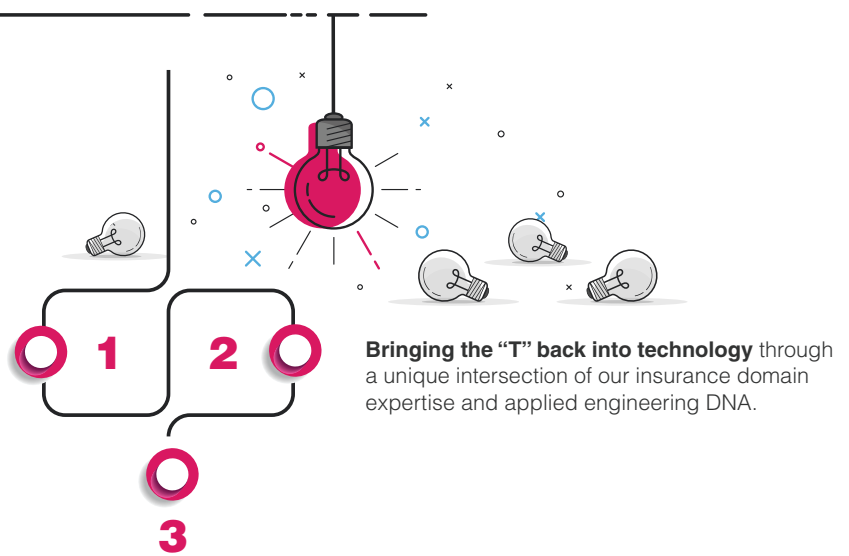 1
2
Bringing the “T” back into technology through
a unique intersection of our insurance domain
expertise and applied engineering DNA.
3